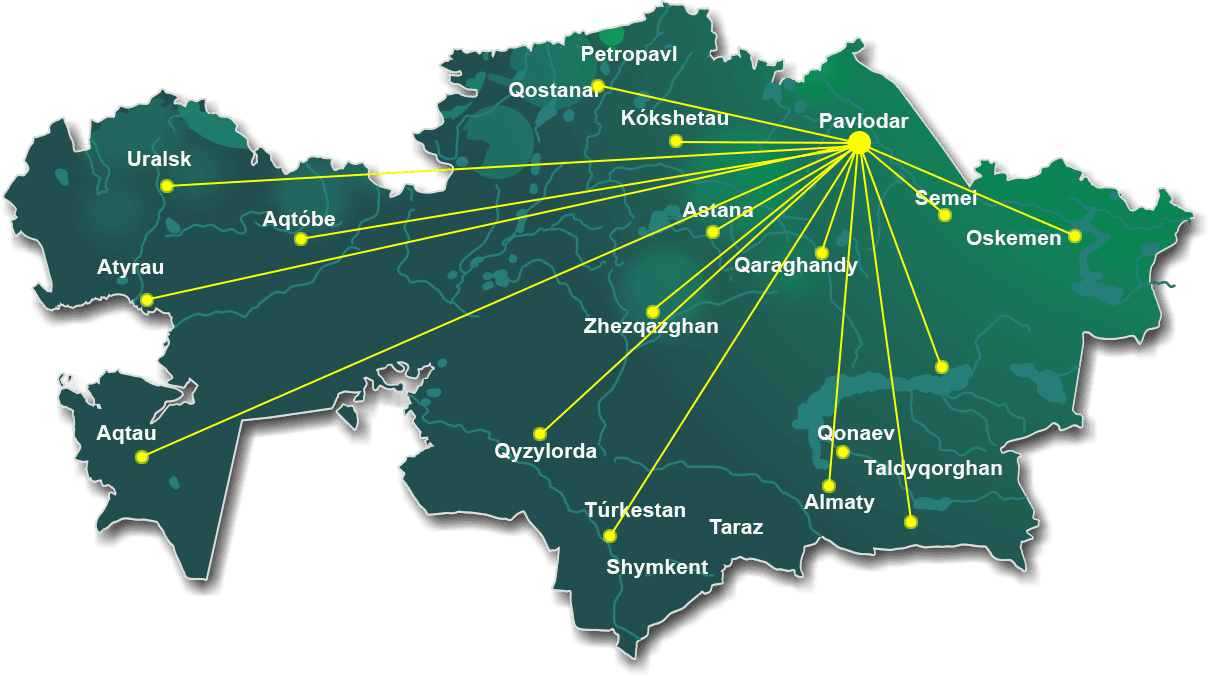 Petropavl
Qostanai
Kókshetau
Pavlodar
Uralsk
Semei
Astana
Aqtóbe
Oskemen
Qaraghandy
Atyrau
Zhezqazghan
Aqtau
Qonaev
Qyzylorda
Taldyqorghan
Almaty
Túrkestan
Taraz
Shymkent